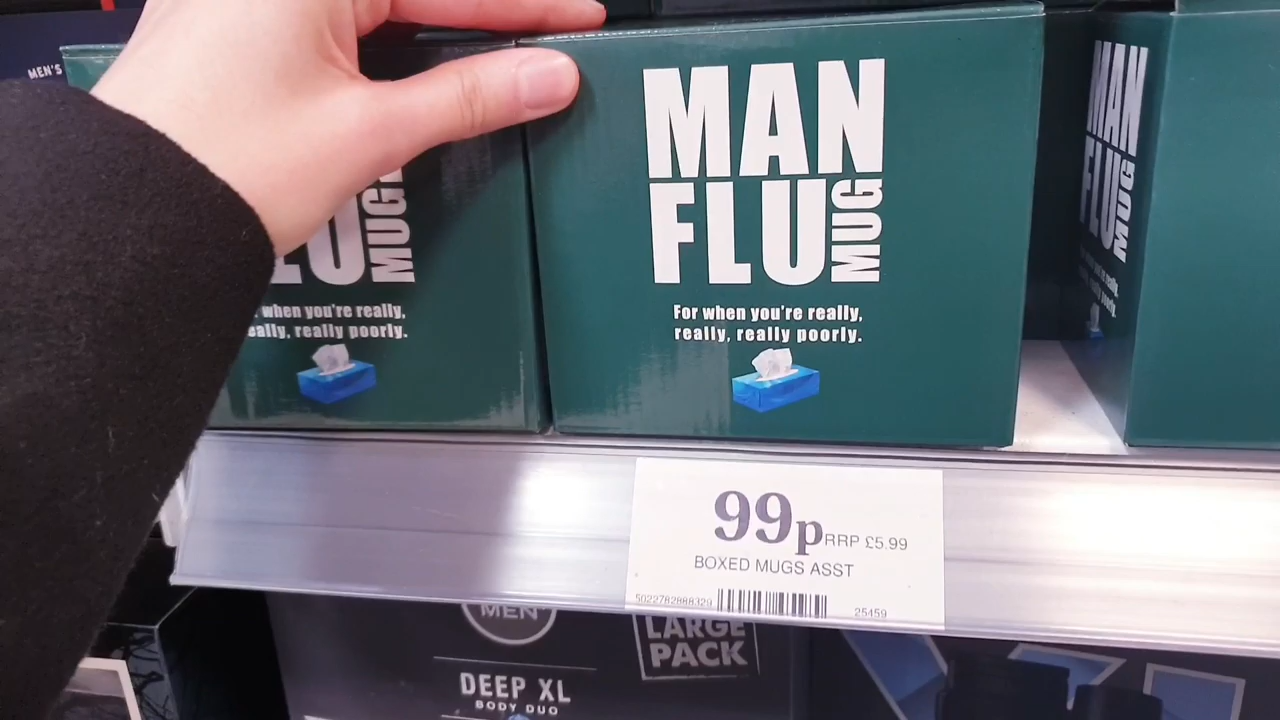 MEN'S
MAN
FLU
MUG
For when you're really,
really, really poorly.
LU
MUG
when you're really,
really poorly.
MAN
FLU
MUG
99p RRP £5.99
BOXED MUGS ASST
5023782888329
25459
MEN
LARGE
PACK
DEEP XL
BODY DUO